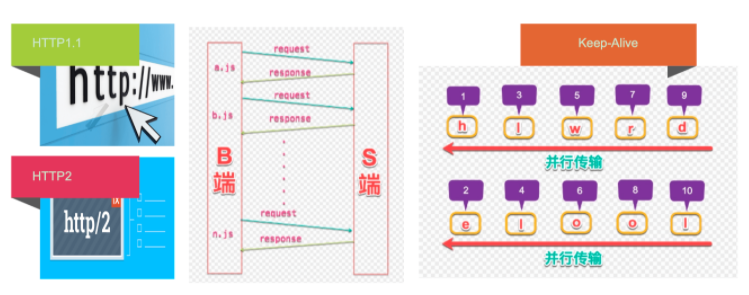 HTTP1.1
http://www.
HTTP2
http/2
B端
S端
a.js
request
response
b.js
request
response
n.js
request
response
Keep-Alive
1 3 5 7 9
h l w r d
并行传输
2 4 6 8 10
e l o o l
并行传输